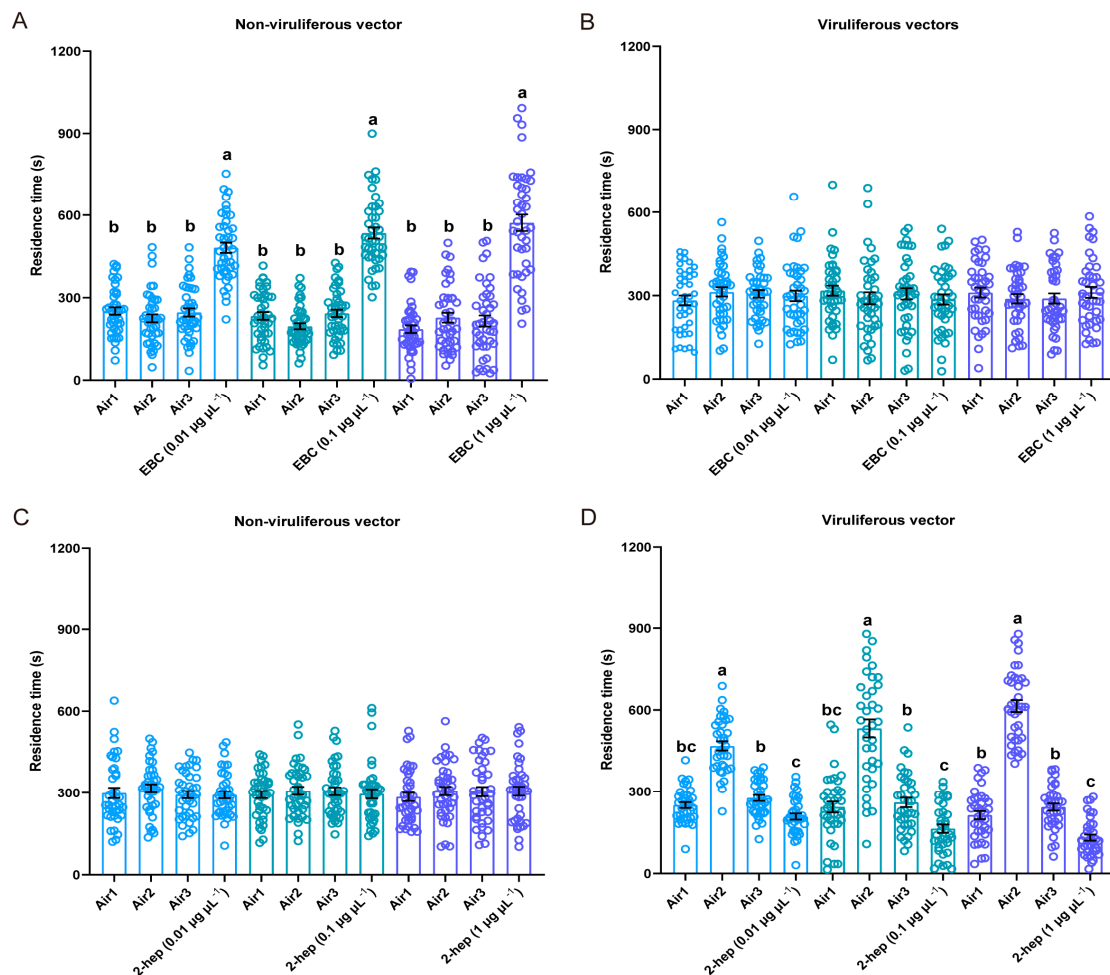 A
Non-viruliferous vector
Residence time (s)
1200
900
600
300
0
b
b
b
a
b
b
b
a
b
b
b
a
Air1
Air2
Air3
EBC (0.01 µg µL⁻¹)
Air1
Air2
Air3
EBC (0.1 µg µL⁻¹)
Air1
Air2
Air3
EBC (1 µg µL⁻¹)
B
Viruliferous vectors
Residence time (s)
1200
900
600
300
0
Air1
Air2
Air3
EBC (0.01 µg µL⁻¹)
Air1
Air2
Air3
EBC (0.1 µg µL⁻¹)
Air1
Air2
Air3
EBC (1 µg µL⁻¹)
C
Non-viruliferous vector
Residence time (s)
1200
900
600
300
0
Air1
Air2
Air3
2-hep (0.01 µg µL⁻¹)
Air1
Air2
Air3
2-hep (0.1 µg µL⁻¹)
Air1
Air2
Air3
2-hep (1 µg µL⁻¹)
D
Viruliferous vector
Residence time (s)
1200
900
600
300
0
bc
a
b
c
bc
a
b
c
b
a
b
c
Air1
Air2
Air3
2-hep (0.01 µg µL⁻¹)
Air1
Air2
Air3
2-hep (0.1 µg µL⁻¹)
Air1
Air2
Air3
2-hep (1 µg µL⁻¹)